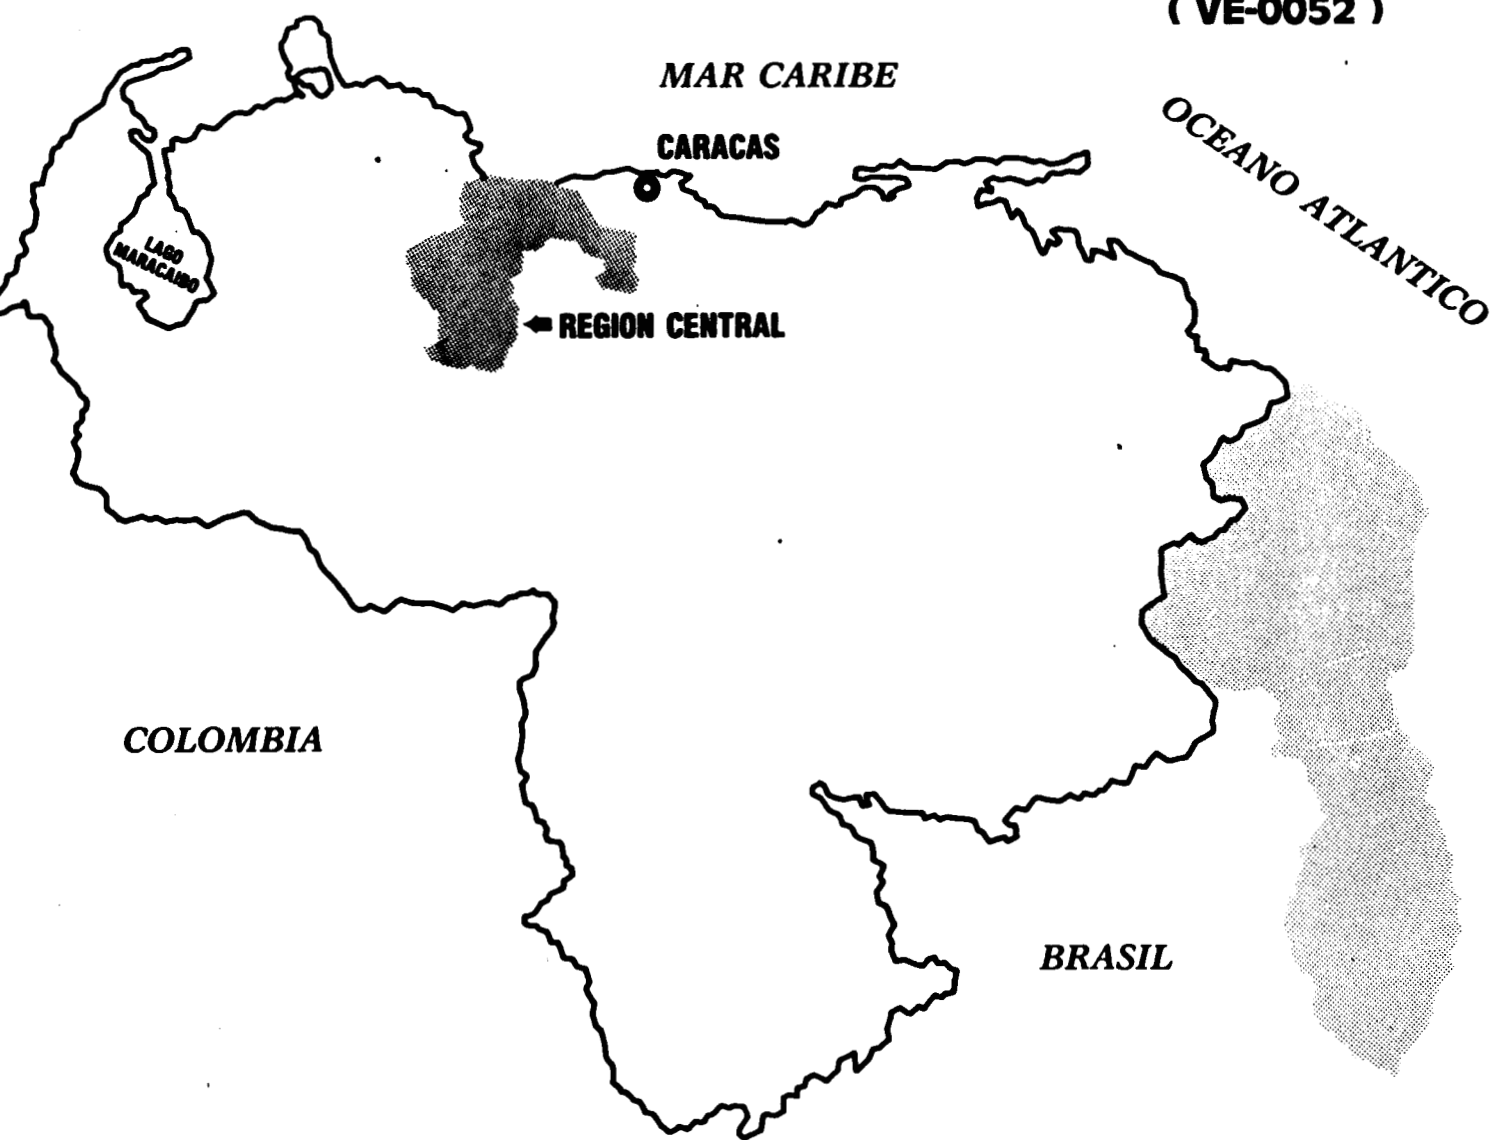 ( VE-0052 )
MAR CARIBE
OCEANO ATLANTICO
CARACAS
LAGO
MARACAIBO
REGION CENTRAL
COLOMBIA
BRASIL